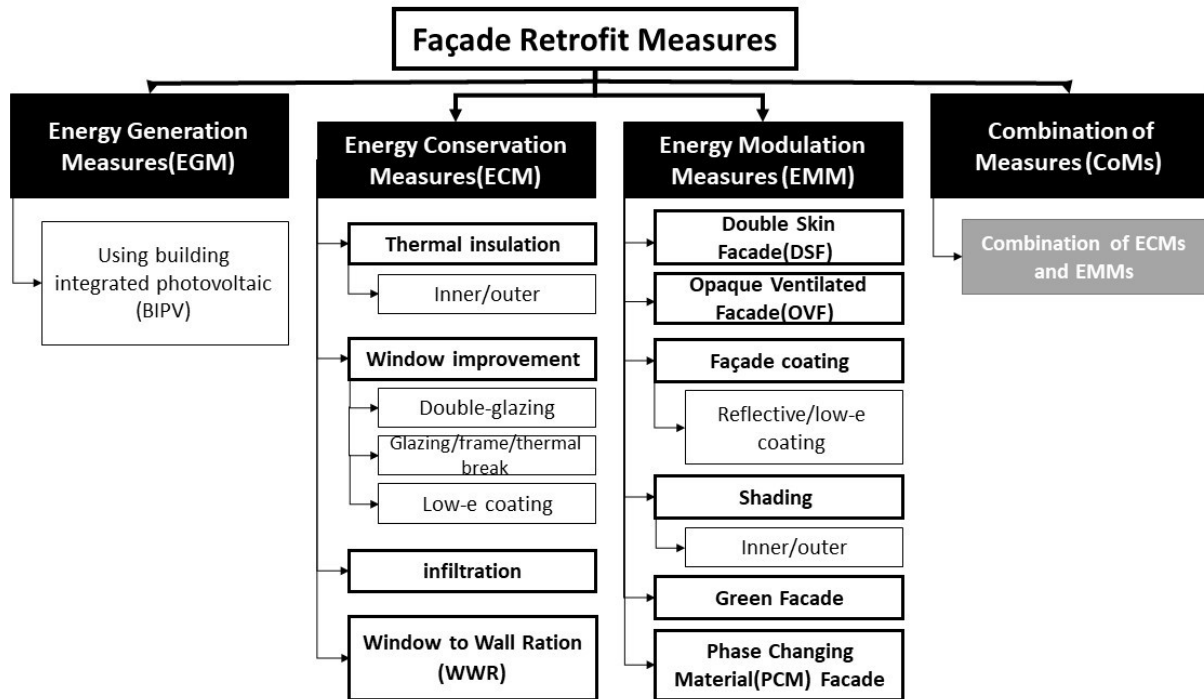 Façade Retrofit Measures
Energy Generation
Measures(EGM)
Using building
integrated photovoltaic
(BIPV)
Energy Conservation
Measures(ECM)
Thermal insulation
Inner/outer
Window improvement
Double-glazing
Glazing/frame/thermal
break
Low-e coating
infiltration
Window to Wall Ration
(WWR)
Energy Modulation
Measures (EMM)
Double Skin
Facade(DSF)
Opaque Ventilated
Facade(OVF)
Façade coating
Reflective/low-e
coating
Shading
Inner/outer
Green Facade
Phase Changing
Material(PCM) Facade
Combination of
Measures (CoMs)
Combination of ECMs
and EMMs